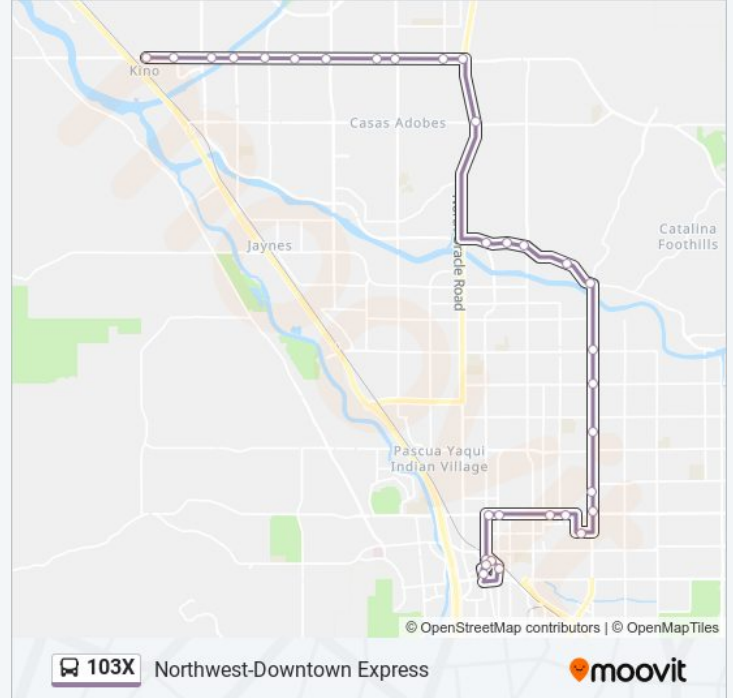 Kino
Casas Adobes
Catalina
Foothills
Jaynes
racle Road
Pascua Yaqui
Indian Village
© OpenStreetMap contributors | © OpenMapTiles
103X
Northwest-Downtown Express
moovit